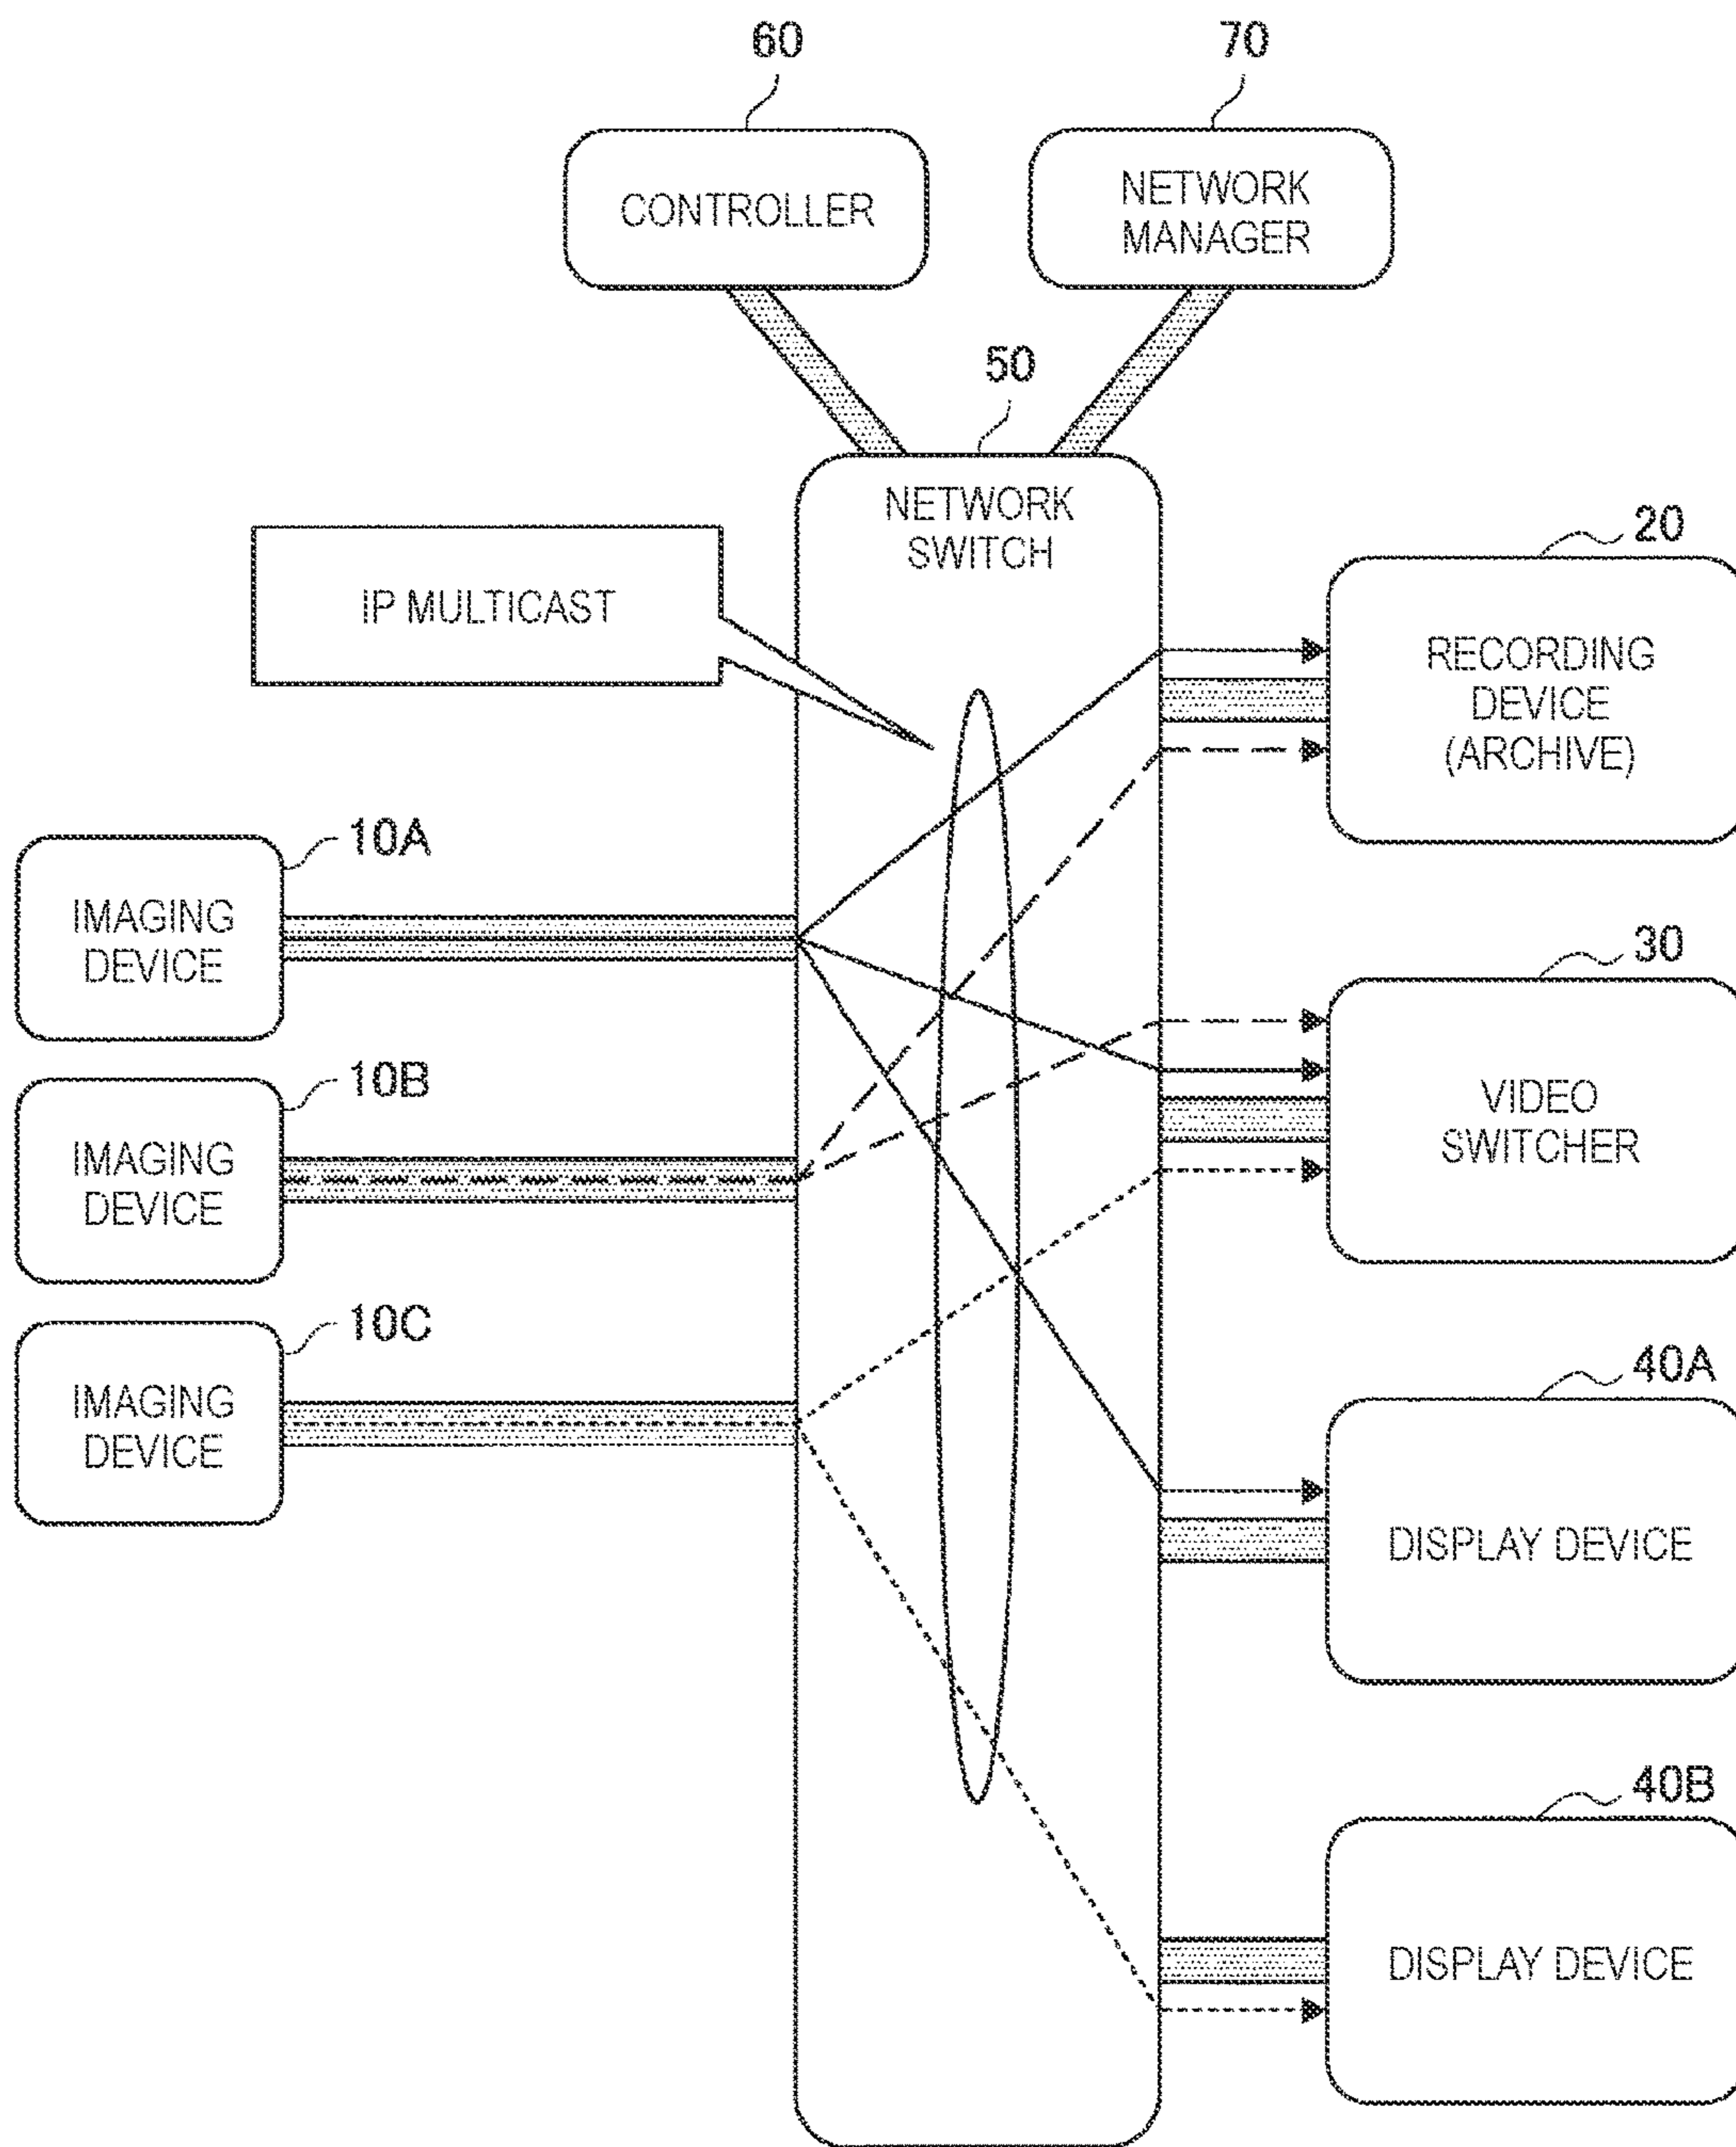 60
70
CONTROLLER
NETWORK
MANAGER
50
NETWORK
SWITCH
IP MULTICAST
20
RECORDING
DEVICE
(ARCHIVE)
10A
IMAGING
DEVICE
30
VIDEO
SWITCHER
10B
IMAGING
DEVICE
10C
IMAGING
DEVICE
40A
DISPLAY DEVICE
40B
DISPLAY DEVICE